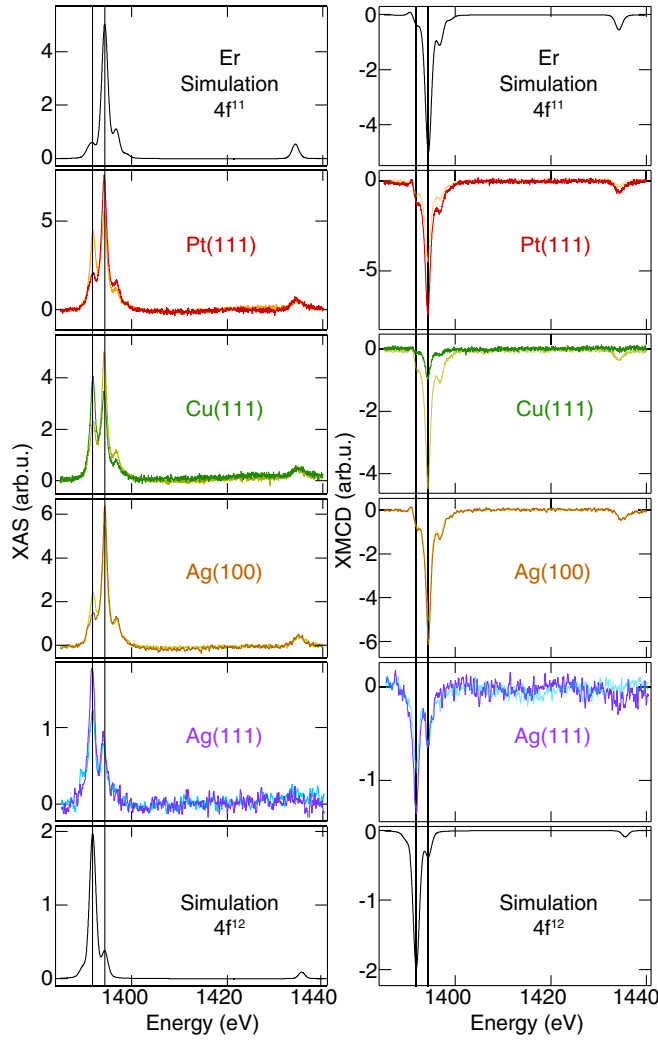 4
2
0
Er
Simulation
4f¹¹
0
-2
-4
Er
Simulation
4f¹¹
5
0
Pt(111)
0
-5
Pt(111)
4
2
0
Cu(111)
0
-2
-4
Cu(111)
XAS (arb.u.)
XMCD (arb.u.)
6
4
2
0
Ag(100)
0
-2
-4
-6
Ag(100)
1
0
Ag(111)
0
-1
Ag(111)
2
1
0
Simulation
4f¹²
0
-1
-2
Simulation
4f¹²
1400 1420 1440
Energy (eV)
1400 1420 1440
Energy (eV)